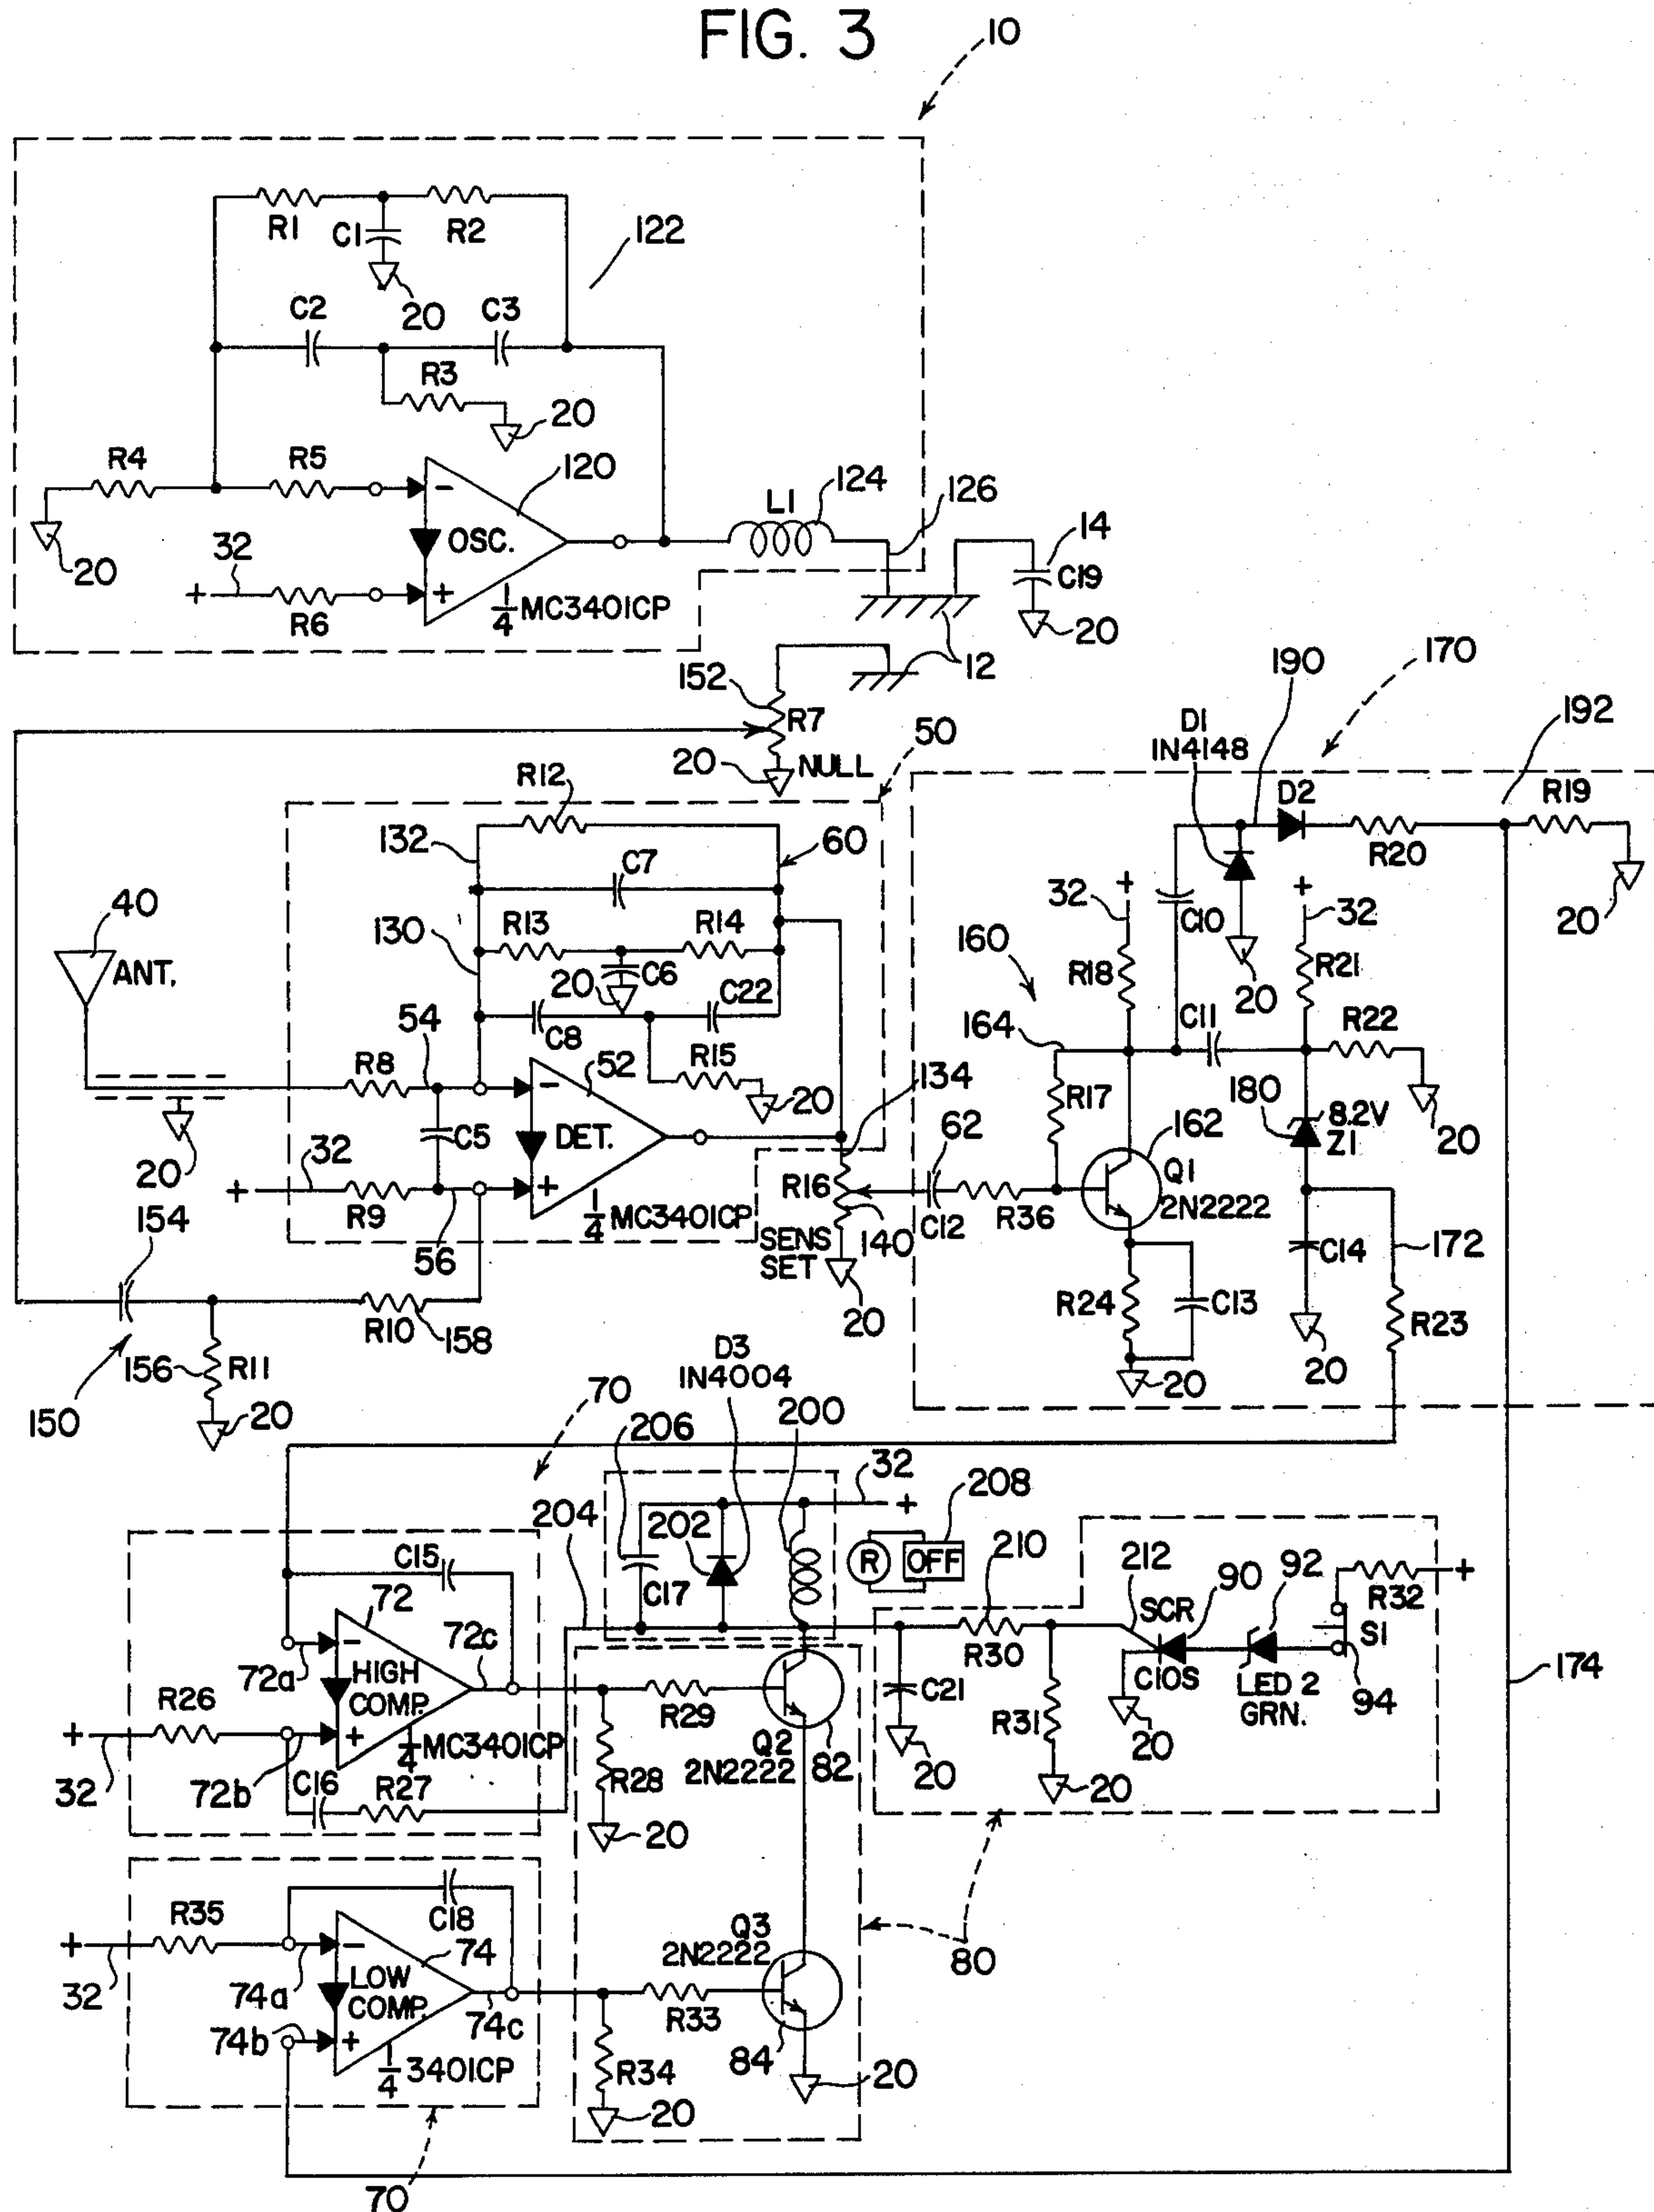 FIG. 3
10
R1
C1
R2
122
20
C2
C3
R3
20
R4
R5
120
L1
124
126
14
20
32
OSC.
C19
+
R6
1/4 MC3401CP
20
12
152
R7
20
NULL
50
190
170
D1
1N4148
192
R12
132
60
D2
R19
C7
R20
20
40
ANT.
130
R13
R14
20
C6
C22
32
+
C10
+
32
160
R18
20
R21
54
C8
164
C11
R22
R8
52
R15
134
20
R17
180
8.2V
Z1
20
C5
DET.
62
162
20
32
+
R9
1/4 MC3401CP
R16
C12
R36
Q1
2N2222
154
56
SENS
SET
140
C14
172
20
R24
C13
R23
R10
158
20
20
156
R11
D3
1N4004
150
20
70
206
200
32
208
204
202
+
R
OFF
210
C17
212
90
92
R32
+
C15
72
72c
SCR
S1
R30
72a
HIGH
COMP.
C10S
LED 2
GRN.
94
174
R26
R29
C21
R31
20
+
1/4 MC3401CP
Q2
2N2222
82
32
72b
C16
R27
R28
20
20
20
R35
C18
Q3
2N2222
80
+
32
74a
74
LOW
COMP.
74b
74c
R33
84
1/4 3401CP
R34
20
20
70